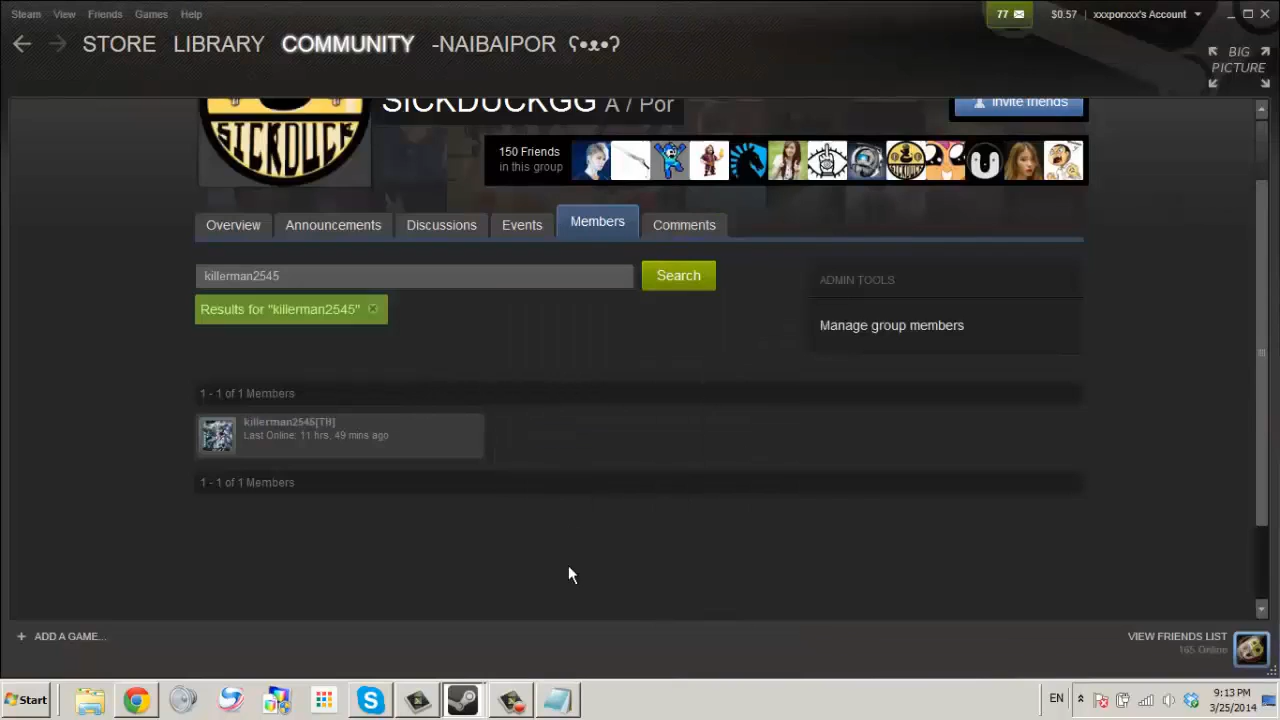 Steam View Friends Games Help
77 $0.57 xxxporxxx's Account
STORE LIBRARY COMMUNITY -NAIBAIPOR ʕ•ᴥ•ʔ
BIG
PICTURE
SICKDUCKGG A / Por
Invite friends
SICKDUCK
150 Friends
in this group
Overview Announcements Discussions Events Members Comments
killerman2545 Search
ADMIN TOOLS
Results for "killerman2545"
Manage group members
1 - 1 of 1 Members
killerman2545[TH]
Last Online: 11 hrs, 49 mins ago
1 - 1 of 1 Members
+ ADD A GAME...
VIEW FRIENDS LIST
165 Online
Start
EN
9:13 PM
3/25/2014